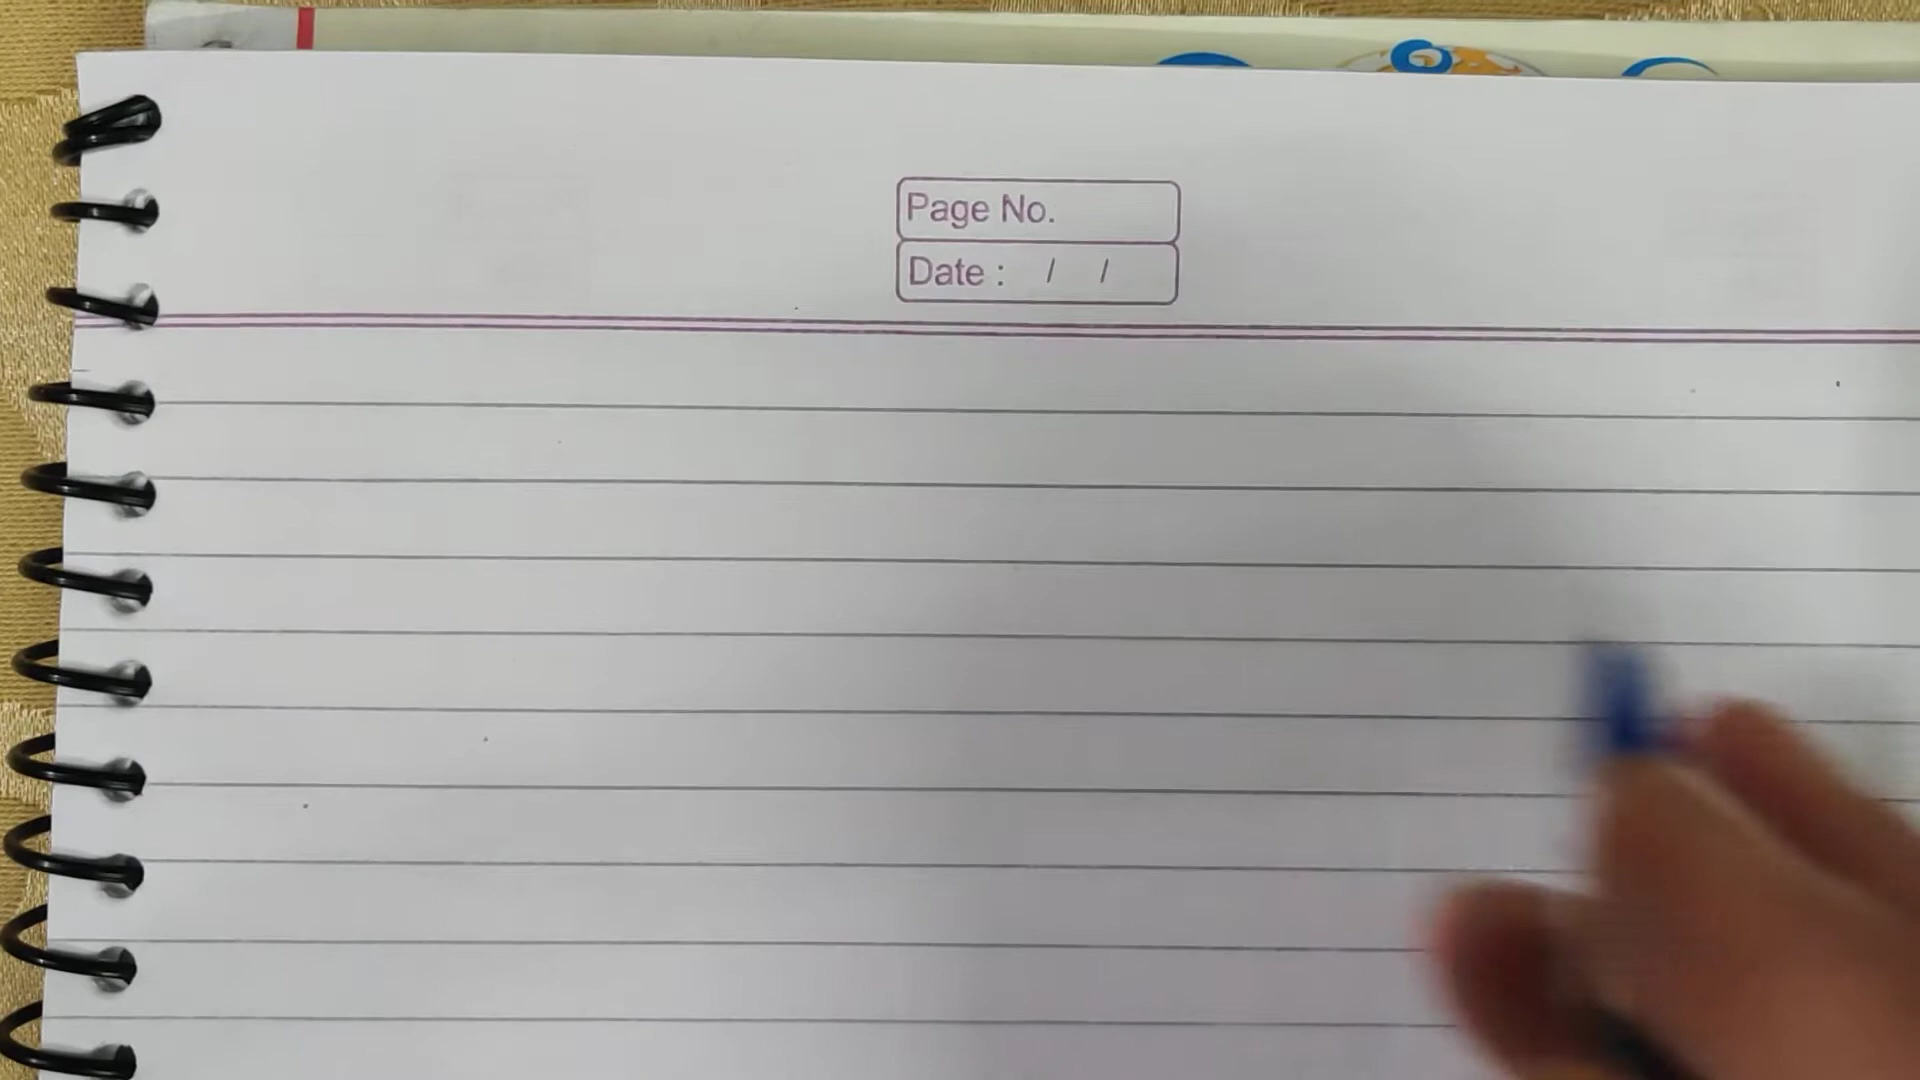 Page No.
Date : / /